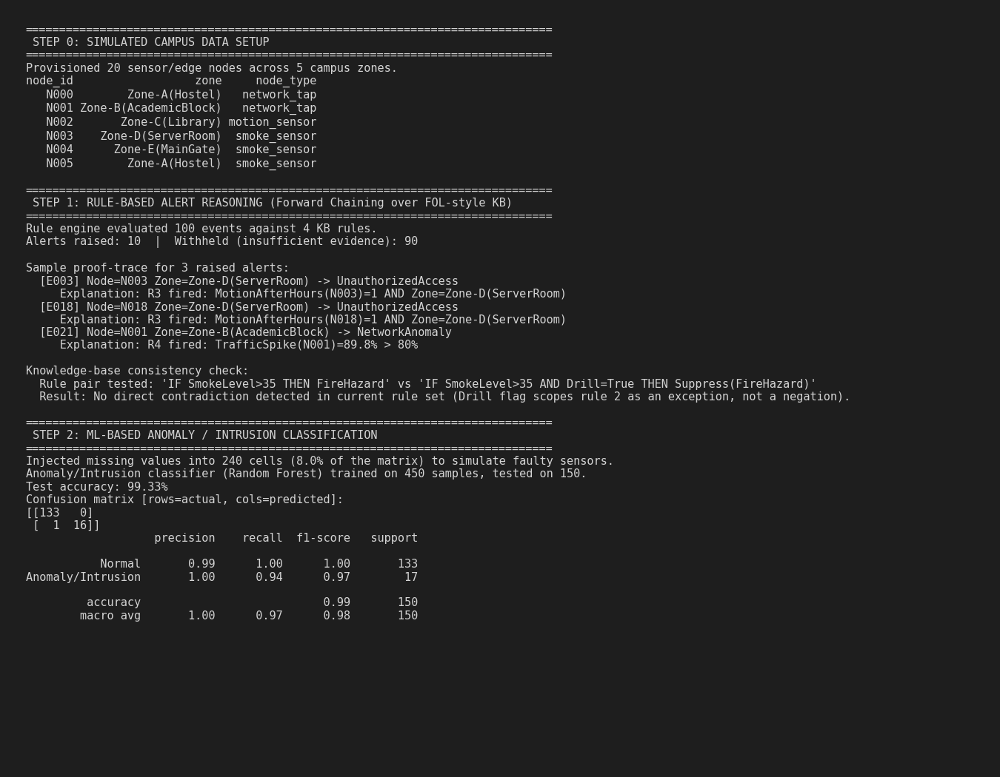 ==============================================================================
 STEP 0: SIMULATED CAMPUS DATA SETUP
==============================================================================
Provisioned 20 sensor/edge nodes across 5 campus zones.
node_id                  zone     node_type
   N000        Zone-A(Hostel)   network_tap
   N001 Zone-B(AcademicBlock)   network_tap
   N002       Zone-C(Library) motion_sensor
   N003    Zone-D(ServerRoom)  smoke_sensor
   N004      Zone-E(MainGate)  smoke_sensor
   N005        Zone-A(Hostel)  smoke_sensor

==============================================================================
 STEP 1: RULE-BASED ALERT REASONING (Forward Chaining over FOL-style KB)
==============================================================================
Rule engine evaluated 100 events against 4 KB rules.
Alerts raised: 10  |  Withheld (insufficient evidence): 90

Sample proof-trace for 3 raised alerts:
  [E003] Node=N003 Zone=Zone-D(ServerRoom) -> UnauthorizedAccess
     Explanation: R3 fired: MotionAfterHours(N003)=1 AND Zone=Zone-D(ServerRoom)
  [E018] Node=N018 Zone=Zone-D(ServerRoom) -> UnauthorizedAccess
     Explanation: R3 fired: MotionAfterHours(N018)=1 AND Zone=Zone-D(ServerRoom)
  [E021] Node=N001 Zone=Zone-B(AcademicBlock) -> NetworkAnomaly
     Explanation: R4 fired: TrafficSpike(N001)=89.8% > 80%

Knowledge-base consistency check:
  Rule pair tested: 'IF SmokeLevel>35 THEN FireHazard' vs 'IF SmokeLevel>35 AND Drill=True THEN Suppress(FireHazard)'
  Result: No direct contradiction detected in current rule set (Drill flag scopes rule 2 as an exception, not a negation).

==============================================================================
 STEP 2: ML-BASED ANOMALY / INTRUSION CLASSIFICATION
==============================================================================
Injected missing values into 240 cells (8.0% of the matrix) to simulate faulty sensors.
Anomaly/Intrusion classifier (Random Forest) trained on 450 samples, tested on 150.
Test accuracy: 99.33%
Confusion matrix [rows=actual, cols=predicted]:
[[133   0]
 [  1  16]]
                   precision    recall  f1-score   support

           Normal       0.99      1.00      1.00       133
Anomaly/Intrusion       1.00      0.94      0.97        17

         accuracy                           0.99       150
        macro avg       1.00      0.97      0.98       150